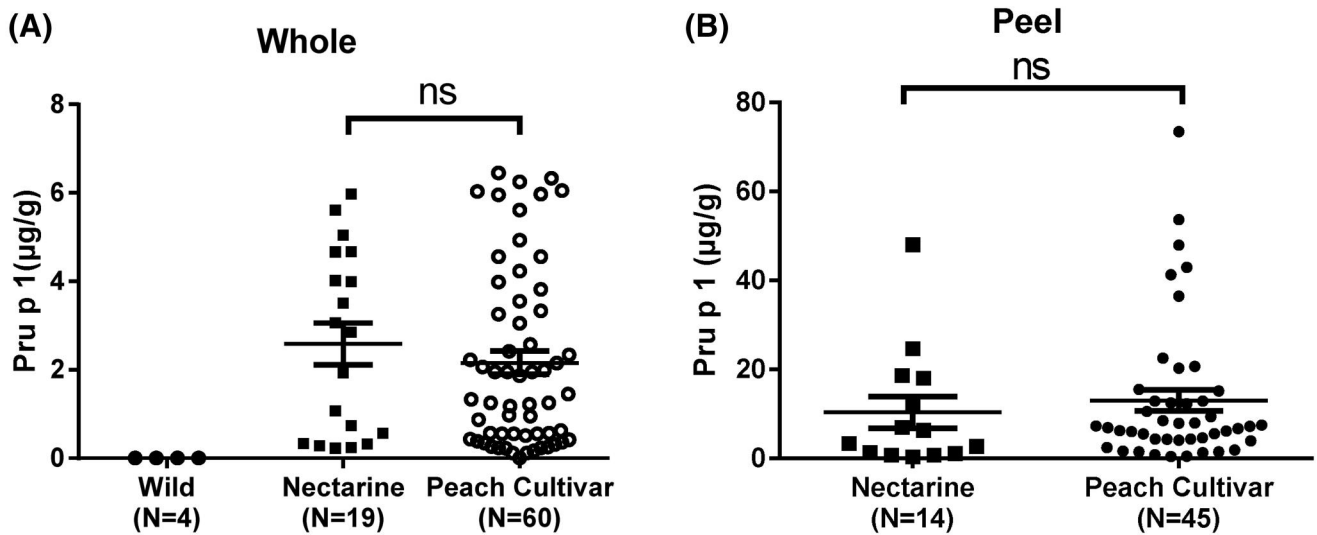 (A)
Whole
ns
Pru p 1(µg/g)
8
6
4
2
0
Wild
(N=4)
Nectarine
(N=19)
Peach Cultivar
(N=60)
(B)
Peel
ns
Pru p 1 (µg/g)
80
60
40
20
0
Nectarine
(N=14)
Peach Cultivar
(N=45)